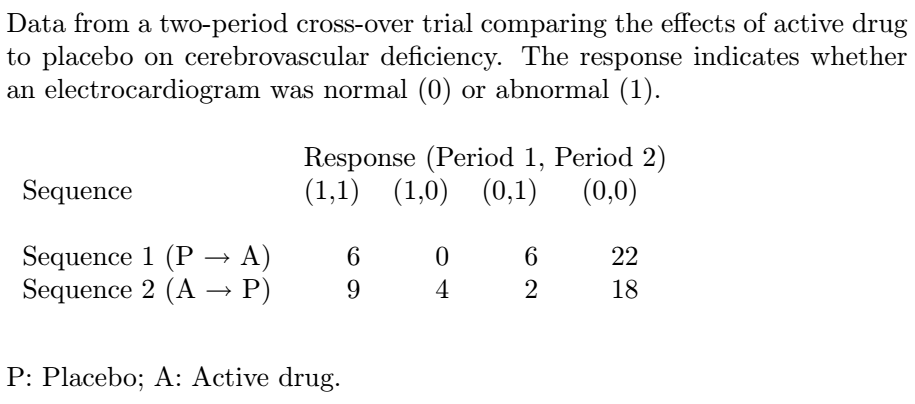 Data from a two-period cross-over trial comparing the effects of active drug
to placebo on cerebrovascular deficiency. The response indicates whether
an electrocardiogram was normal (0) or abnormal (1).
Response (Period 1, Period 2)
Sequence (1,1) (1,0) (0,1) (0,0)
Sequence 1 (P → A) 6 0 6 22
Sequence 2 (A → P) 9 4 2 18
P: Placebo; A: Active drug.